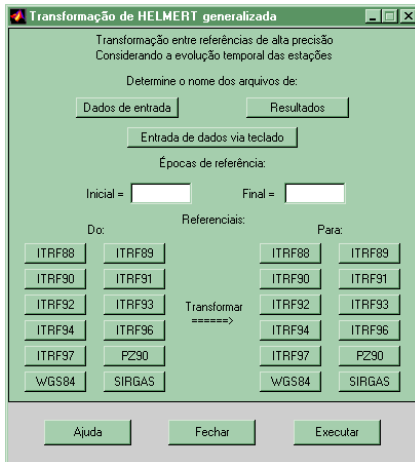 Transformação de HELMERT generalizada
Transformação entre referências de alta precisão
Considerando a evolução temporal das estações
Determine o nome dos arquivos de:
Dados de entrada Resultados
Entrada de dados via teclado
Épocas de referência:
Inicial = Final =
Referenciais:
Do: Para:
ITRF88 ITRF89 ITRF88 ITRF89
ITRF90 ITRF91 ITRF90 ITRF91
ITRF92 ITRF93 Transformar ITRF92 ITRF93
======>
ITRF94 ITRF96 ITRF94 ITRF96
ITRF97 PZ90 ITRF97 PZ90
WGS84 SIRGAS WGS84 SIRGAS
Ajuda Fechar Executar